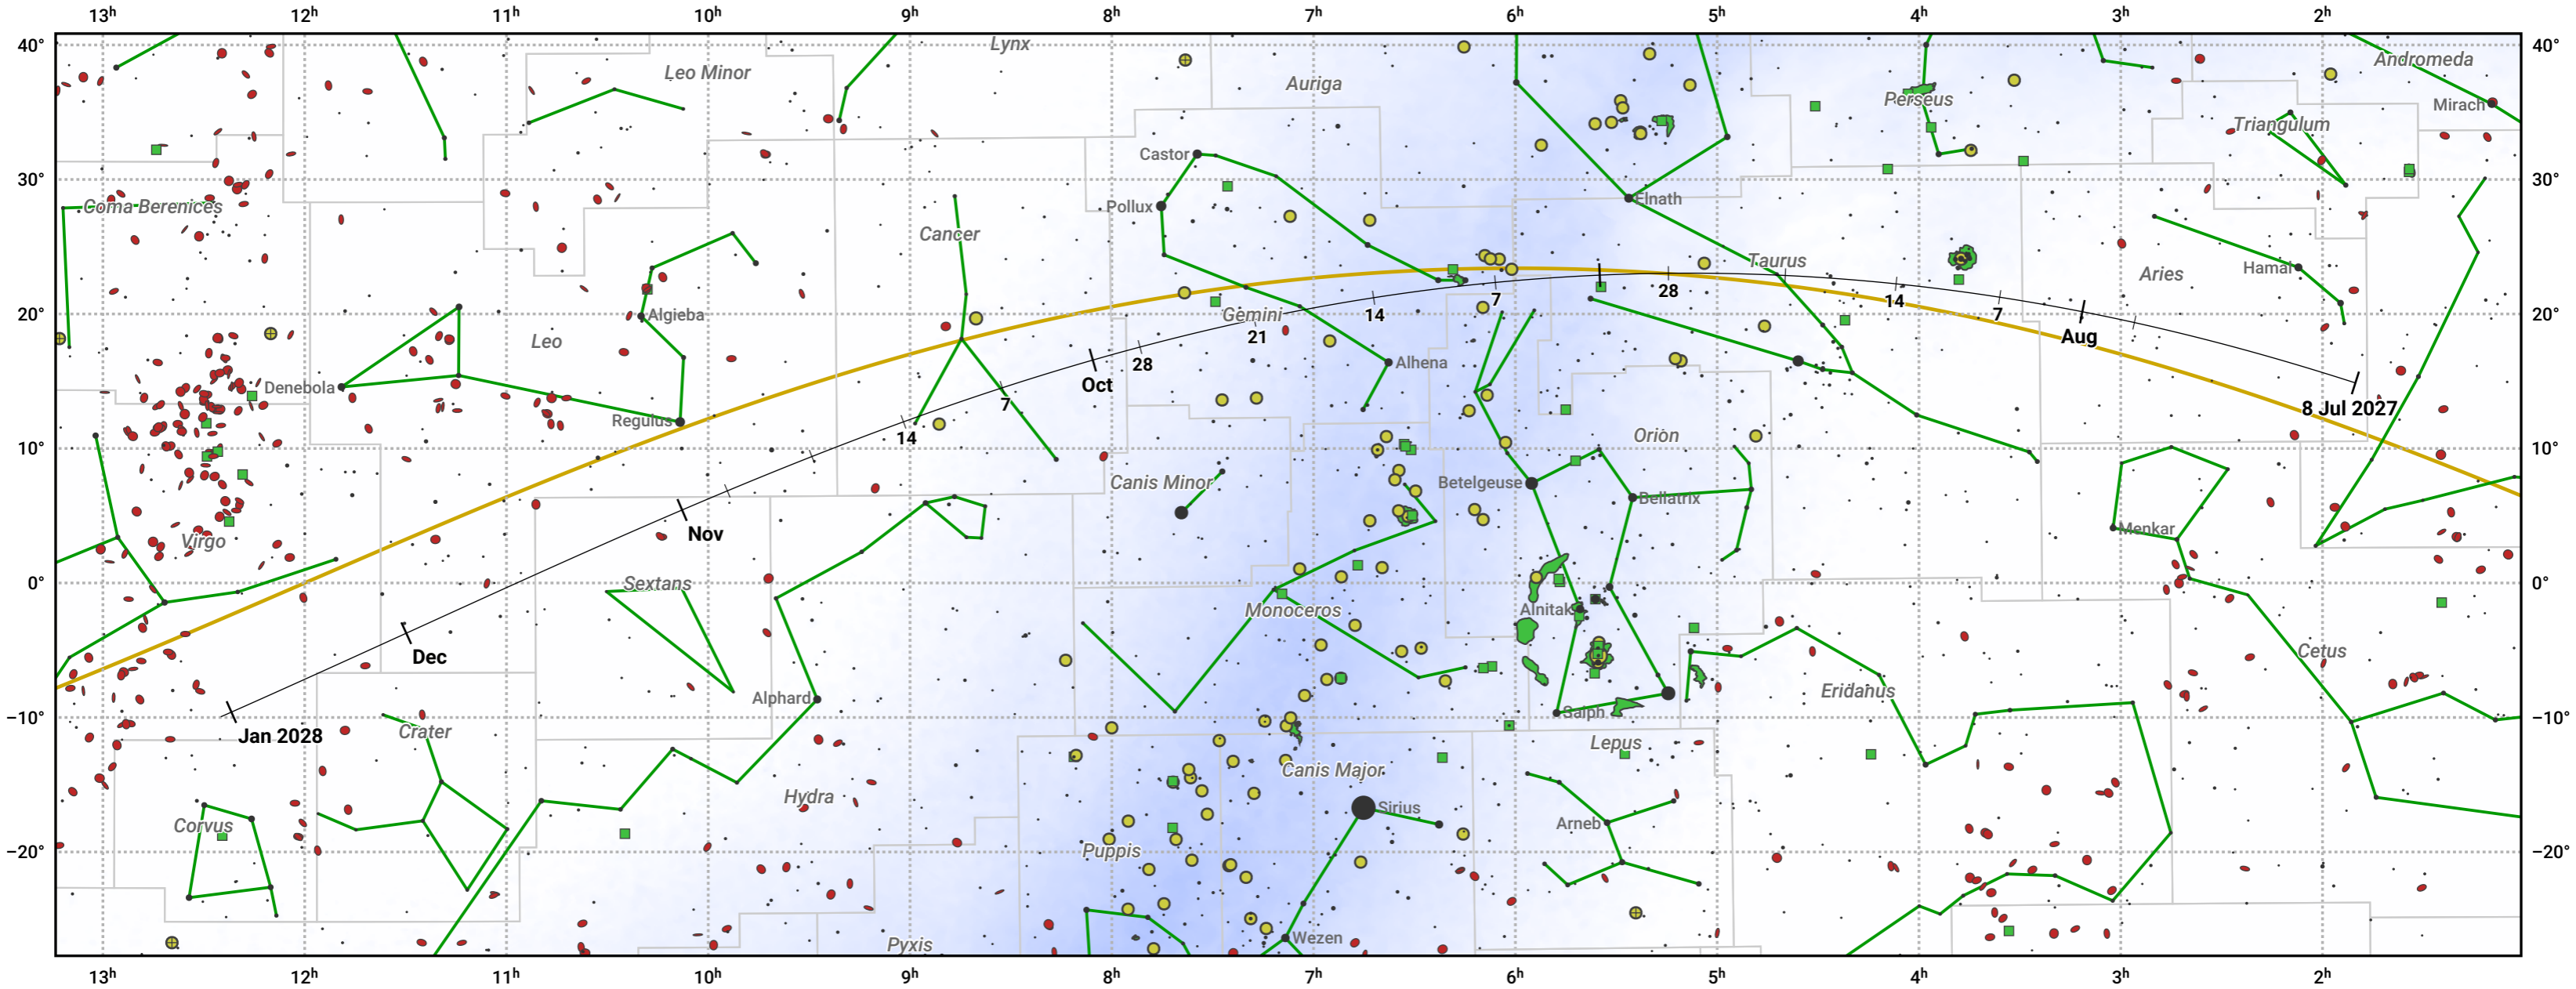 13h 12h 11h 10h 9h 8h 7h 6h 5h 4h 3h 2h
40° Lynx 40°
Leo Minor Auriga Andromeda
Perseus Mirach
Triangulum
Castor
30° 30°
Coma Berenices Pollux Elnath
Cancer
Taurus Aries Hamal
28 14
7
20° Algieba Gemini 14 7 20°
Leo 21 Aug
28 Alhena
Denebola Oct
7 8 Jul 2027
Regulus
14 Orion
10° 10°
Canis Minor Betelgeuse Bellatrix
Nov Menkar
Virgo
0° Sextans 0°
Monoceros Alnitak
Dec Cetus
Alphard Eridanus
−10° Saiph −10°
Jan 2028 Crater Lepus
Canis Major
Hydra Sirius
Corvus Arneb
−20° Puppis −20°
Pyxis Wezen
13h 12h 11h 10h 9h 8h 7h 6h 5h 4h 3h 2h